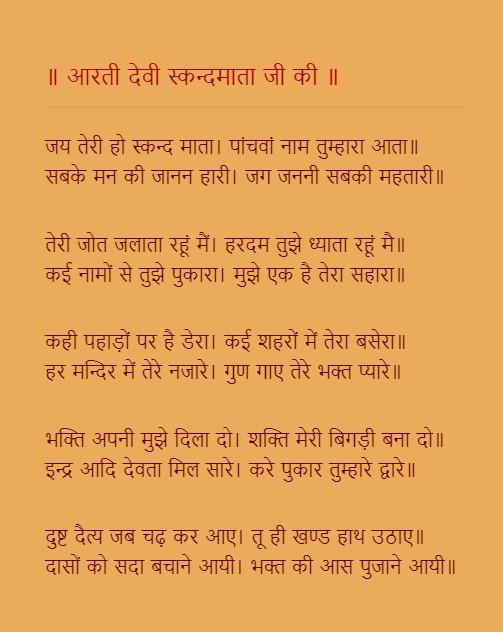 ॥ आरती देवी स्कन्दमाता जी की ॥
जय तेरी हो स्कन्द माता। पांचवां नाम तुम्हारा आता॥
सबके मन की जानन हारी। जग जननी सबकी महतारी॥
तेरी जोत जलाता रहूं मैं। हरदम तुझे ध्याता रहूं मै॥
कई नामों से तुझे पुकारा। मुझे एक है तेरा सहारा॥
कही पहाड़ों पर है डेरा। कई शहरों में तेरा बसेरा॥
हर मन्दिर में तेरे नजारे। गुण गाए तेरे भक्त प्यारे॥
भक्ति अपनी मुझे दिला दो। शक्ति मेरी बिगड़ी बना दो॥
इन्द्र आदि देवता मिल सारे। करे पुकार तुम्हारे द्वारे॥
दुष्ट दैत्य जब चढ़ कर आए। तू ही खण्ड हाथ उठाए॥
दासों को सदा बचाने आयी। भक्त की आस पुजाने आयी॥